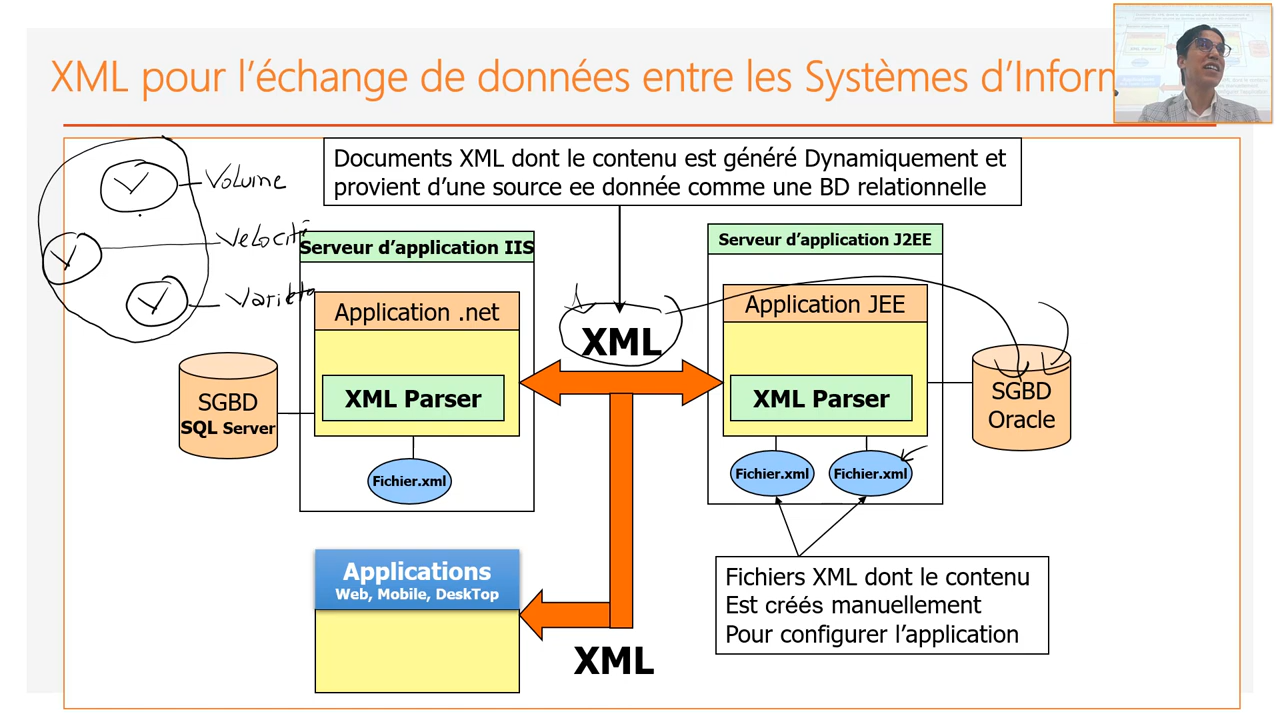 XML pour l’échange de données entre les Systèmes d’Inform
Documents XML dont le contenu est généré Dynamiquement et
provient d’une source ee donnée comme une BD relationnelle
Volume
Velocité
Varieta
Serveur d’application IIS
Serveur d’application J2EE
Application .net
XML
Application JEE
SGBD
SQL Server
XML Parser
XML Parser
SGBD
Oracle
Fichier.xml
Fichier.xml
Fichier.xml
Applications
Web, Mobile, DeskTop
XML
Fichiers XML dont le contenu
Est créés manuellement
Pour configurer l’application